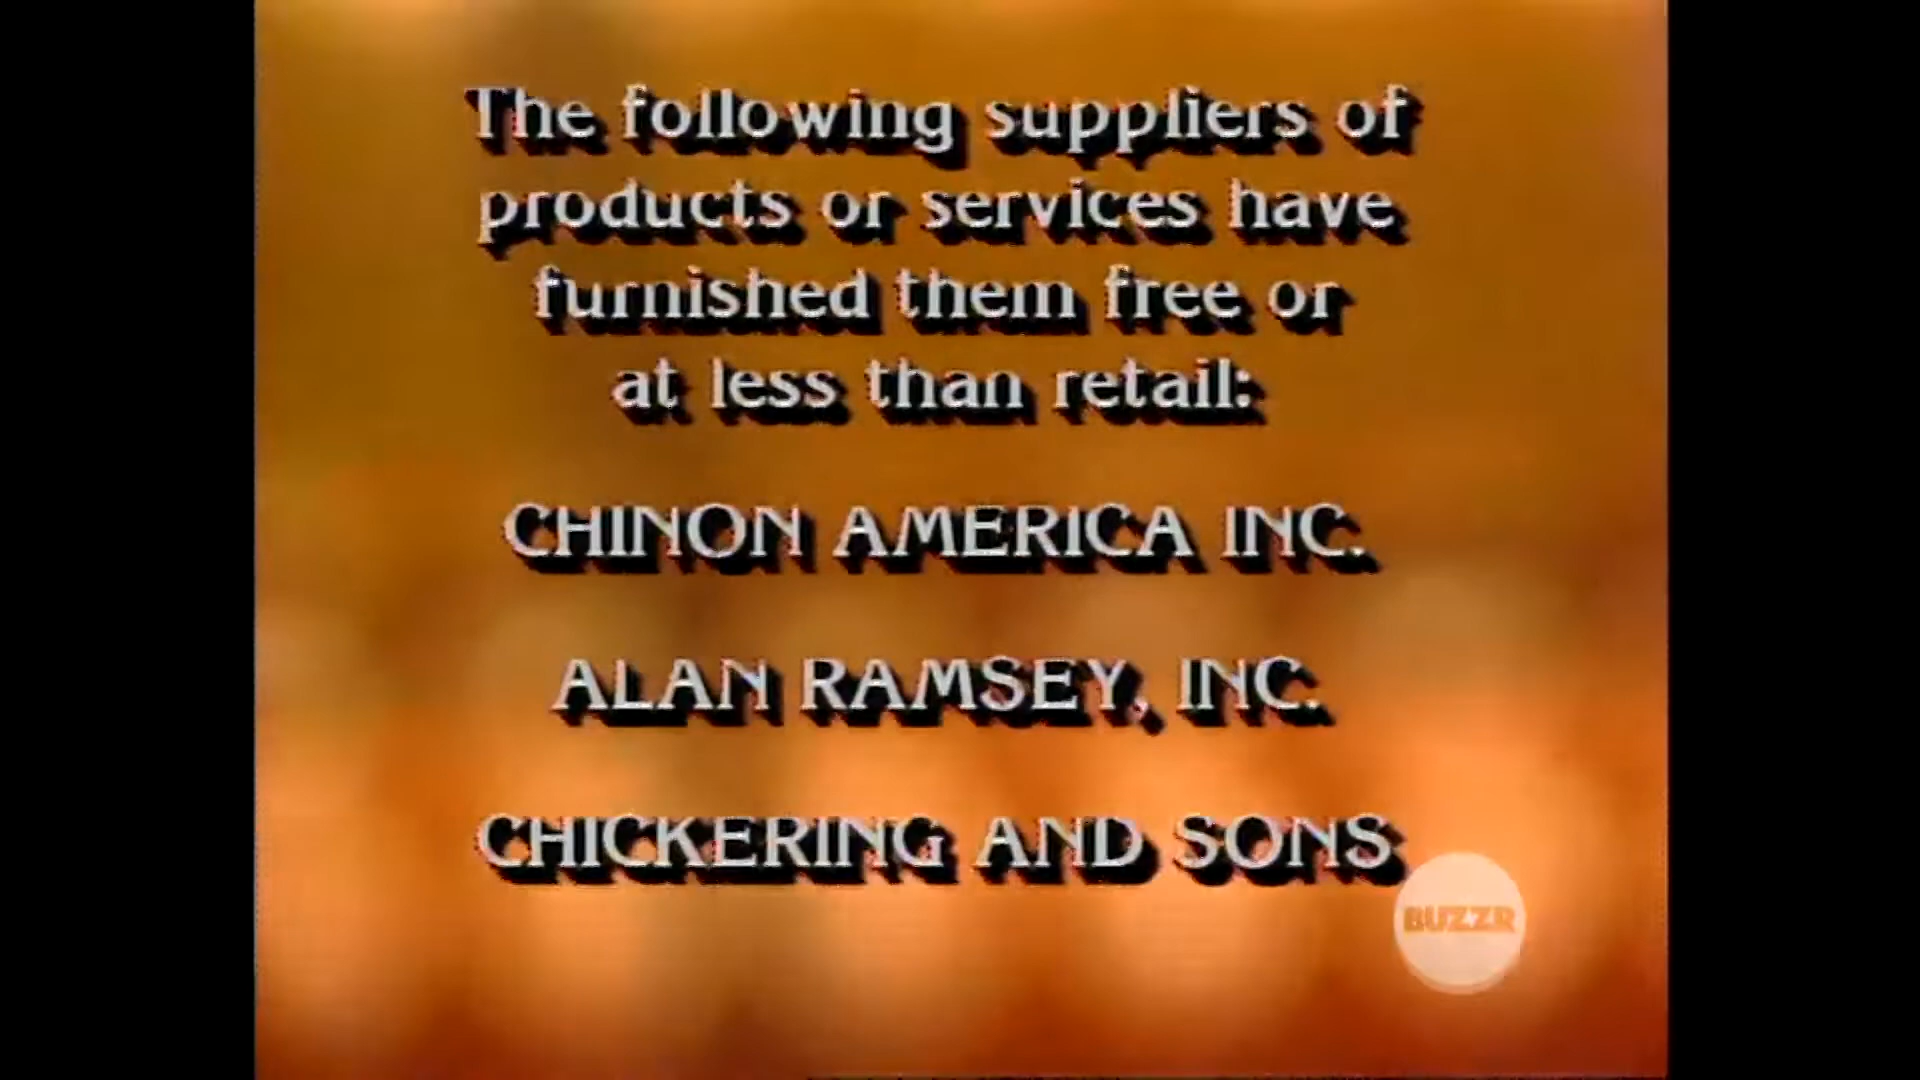 The following suppliers of
products or services have
furnished them free or
at less than retail:
CHINON AMERICA INC.
ALAN RAMSEY, INC.
CHICKERING AND SONS
BUZZR